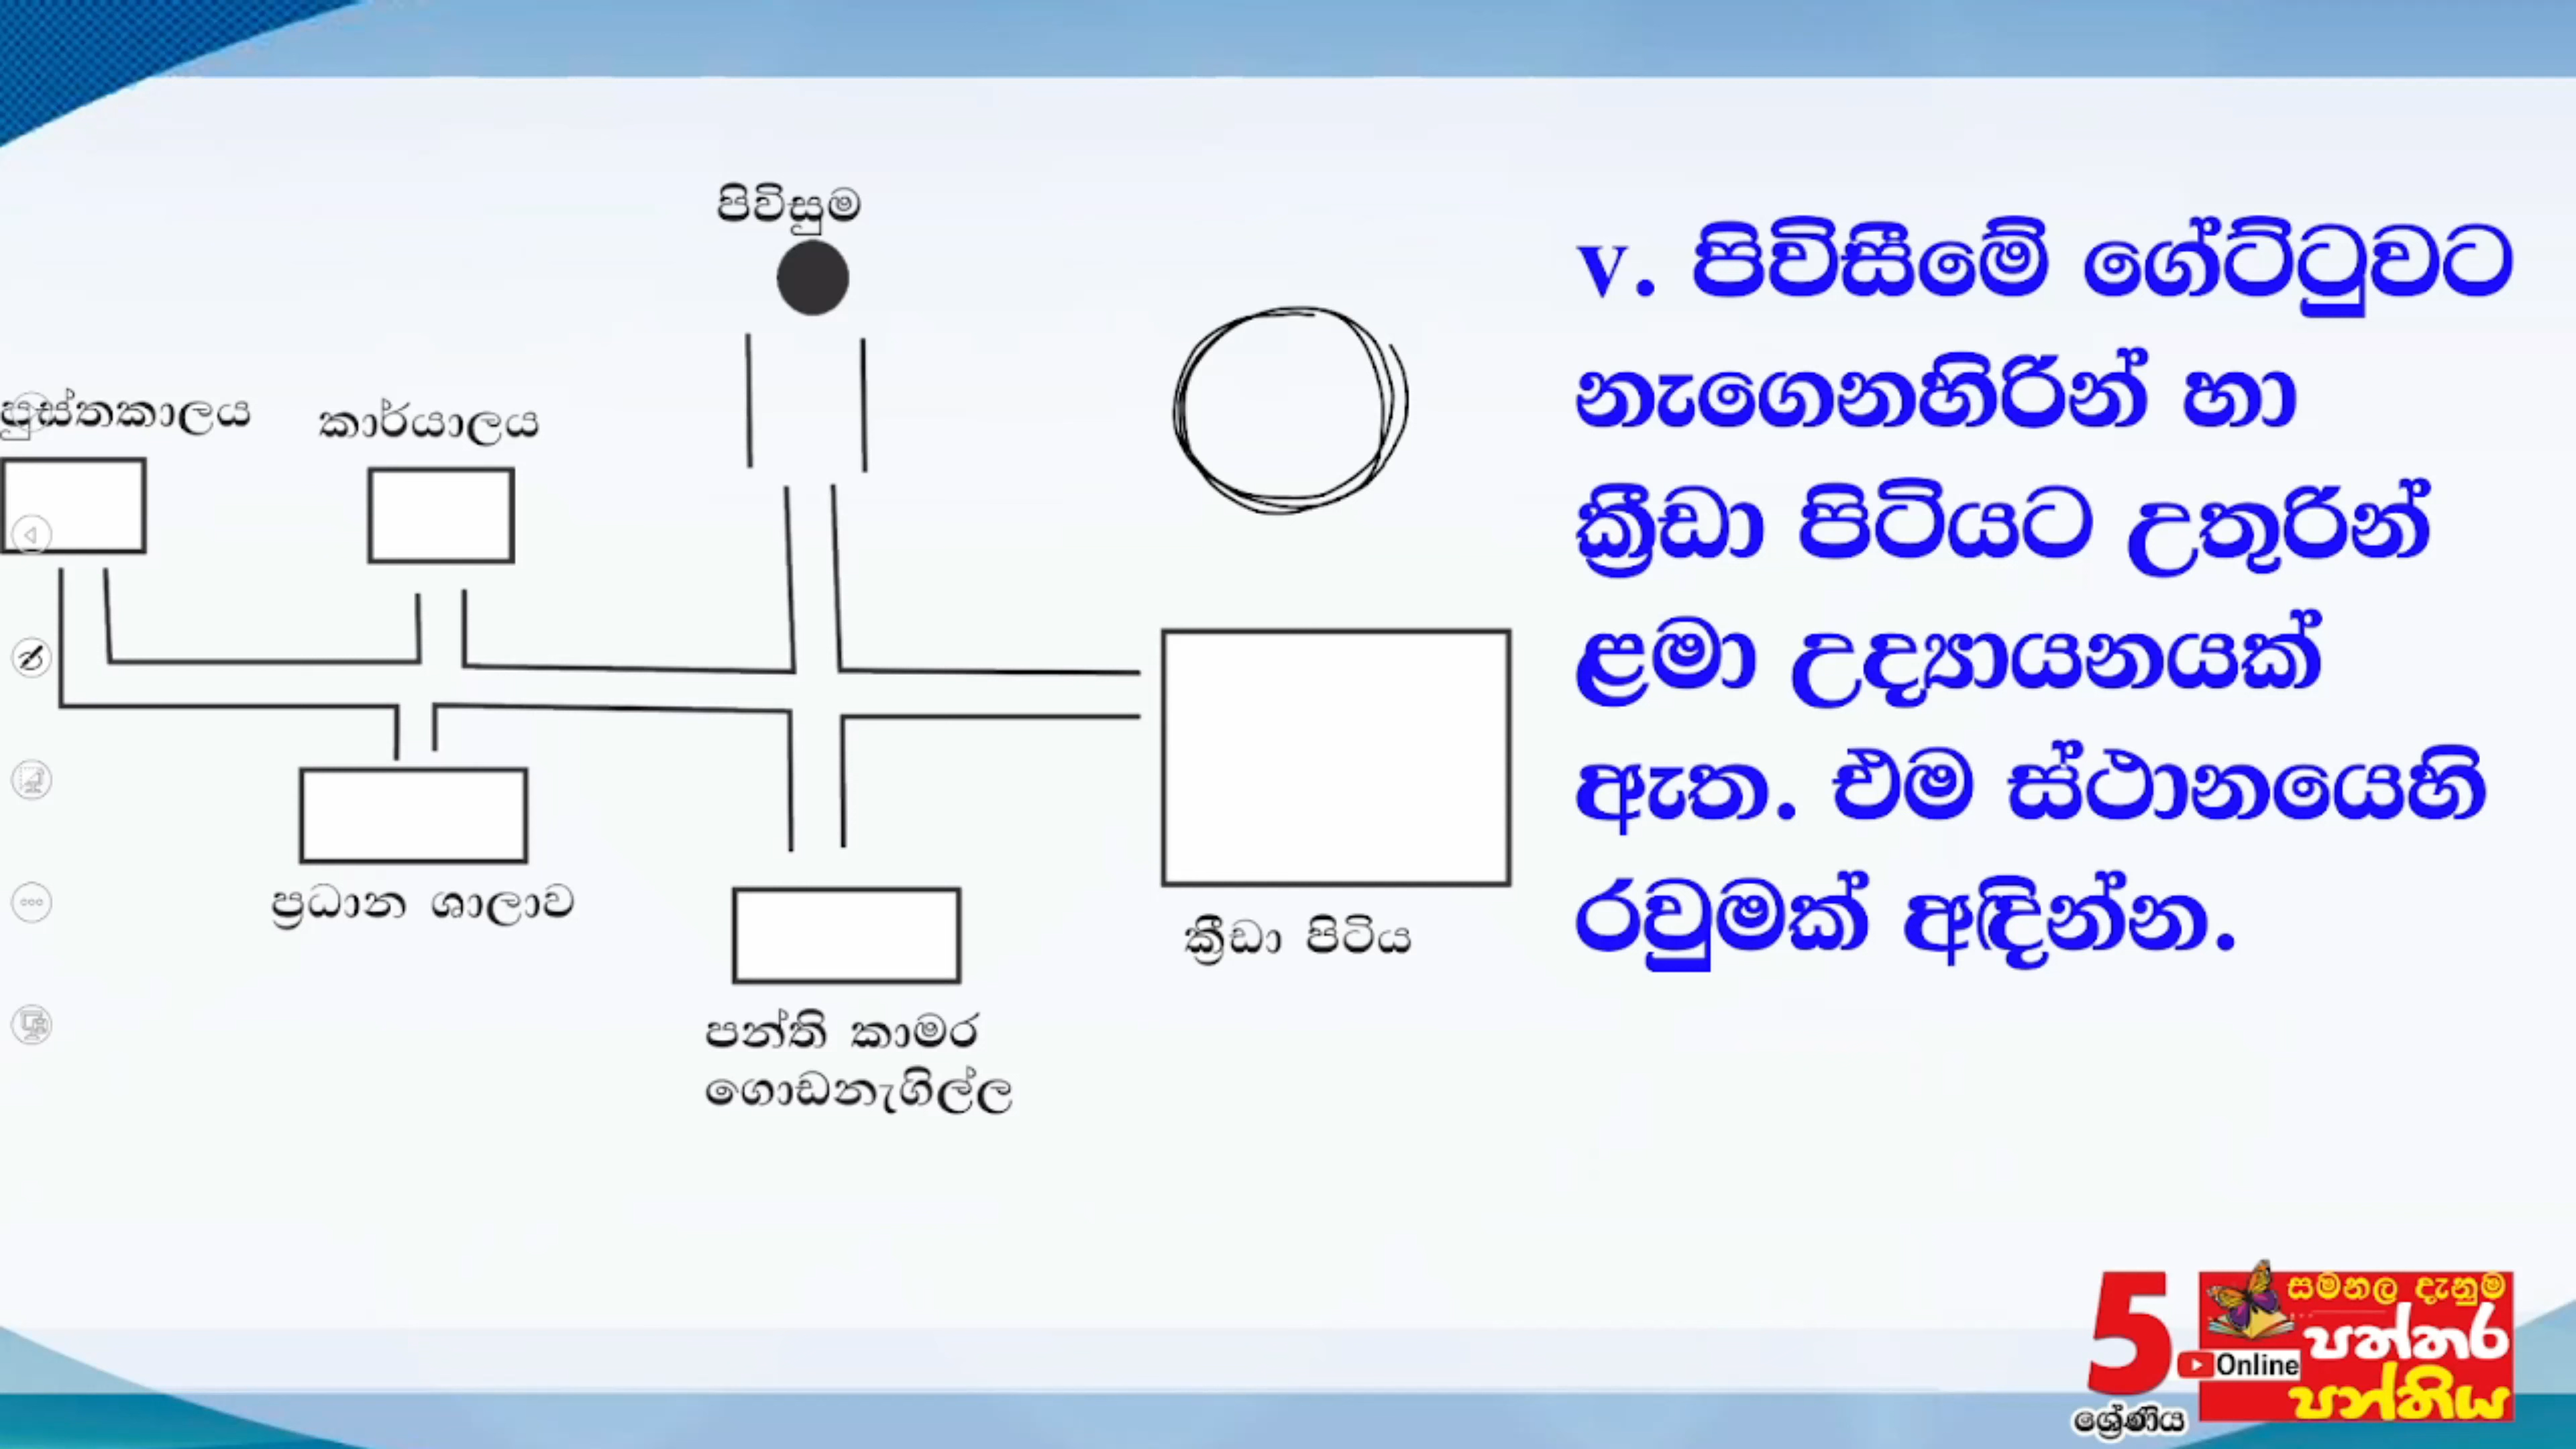 පිවිසුම
පුස්තකාලය
කාර්යාලය
ප්‍රධාන ශාලාව
පන්ති කාමර
ගොඩනැගිල්ල
ක්‍රීඩා පිටිය
v. පිවිසීමේ ගේට්ටුවට
නැගෙනහිරින් හා
ක්‍රීඩා පිටියට උතුරින්
ළමා උද්‍යායනයක්
ඇත. එම ස්ථානයෙහි
රවුමක් අඳින්න.
5
ශ්‍රේණිය
සමනල දැනුම
පත්තර
Online
පන්තිය